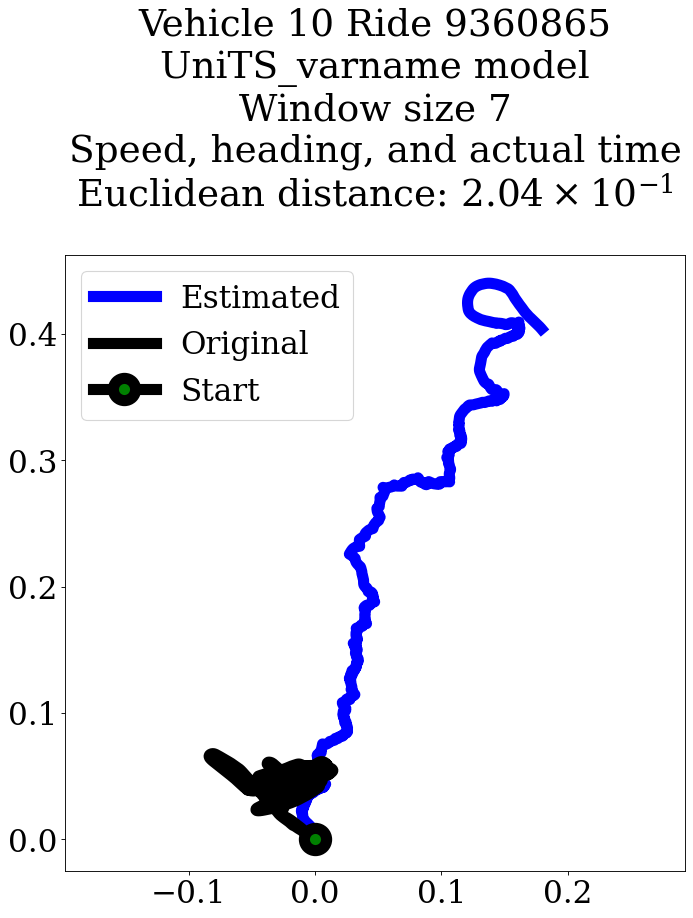 Vehicle 10 Ride 9360865
UniTS_varname model
Window size 7
Speed, heading, and actual time
Euclidean distance: 2.04 × 10⁻¹
Estimated
Original
Start
0.4
0.3
0.2
0.1
0.0
−0.1 0.0 0.1 0.2